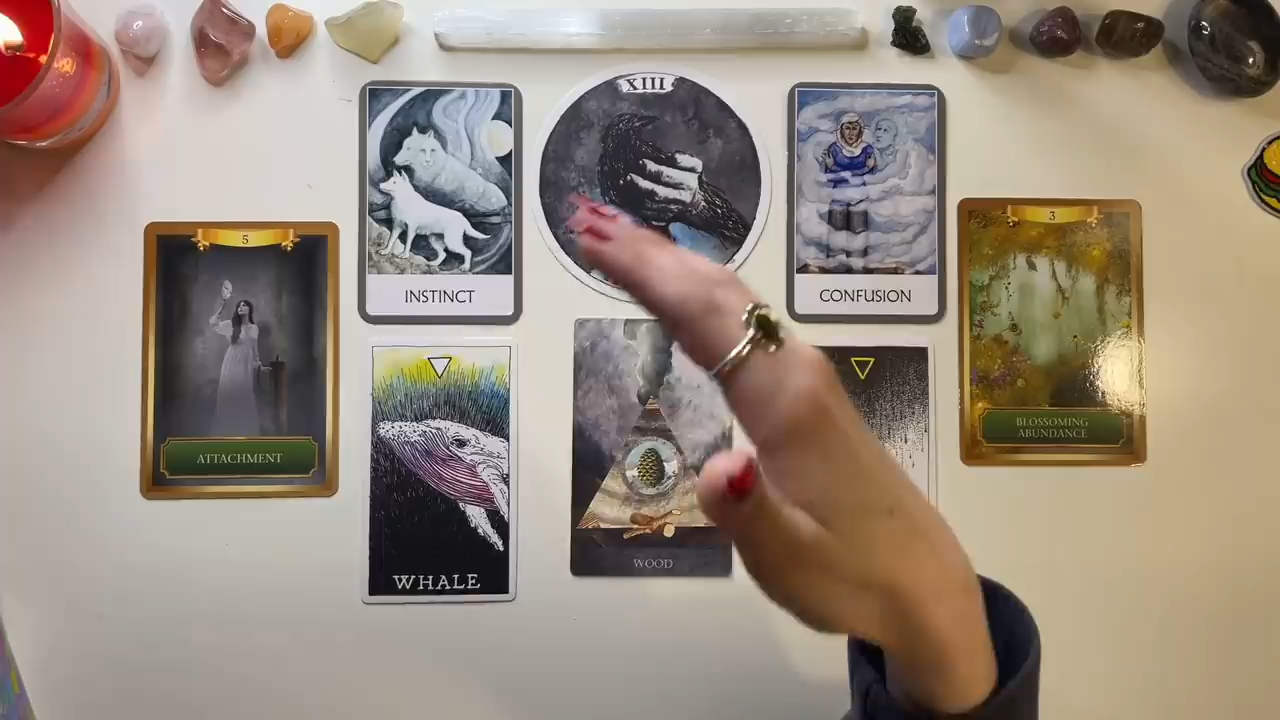 XIII
INSTINCT
CONFUSION
5
3
ATTACHMENT
BLOSSOMING
ABUNDANCE
WHALE
WOOD